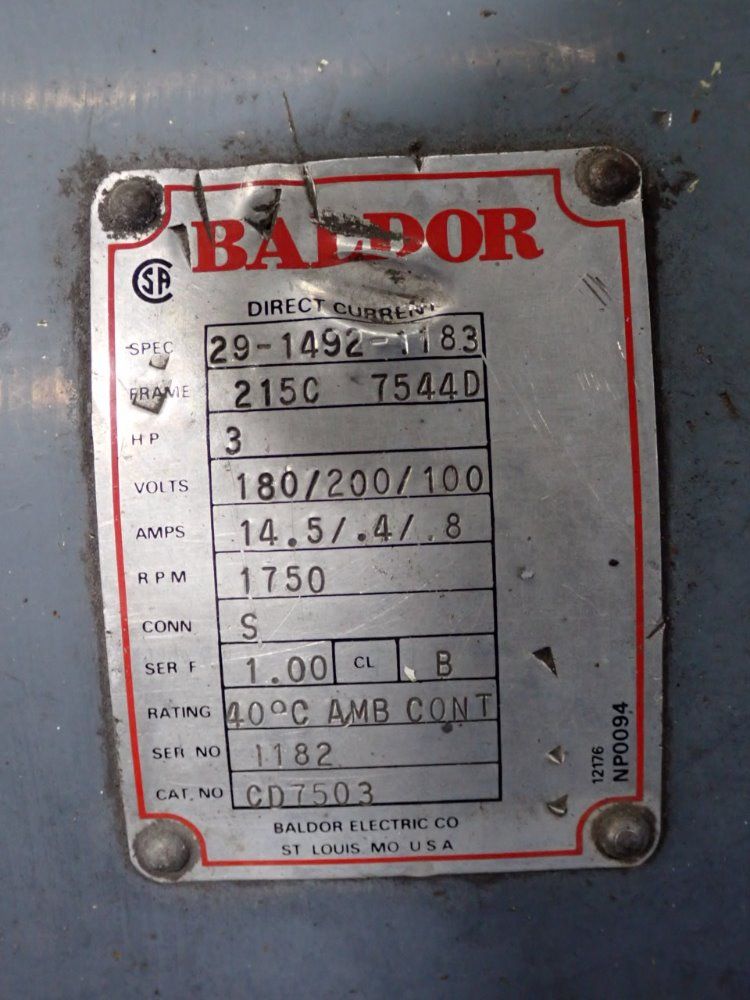 BALDOR
CSA
DIRECT CURRENT
SPEC 29-1492-1183
FRAME 215C 7544D
HP 3
VOLTS 180/200/100
AMPS 14.5/.4/.8
RPM 1750
CONN S
SER F 1.00 CL B
RATING 40°C AMB CONT
SER NO 1182
CAT. NO CD7503
BALDOR ELECTRIC CO
ST LOUIS MO U S A
12176
NP0094